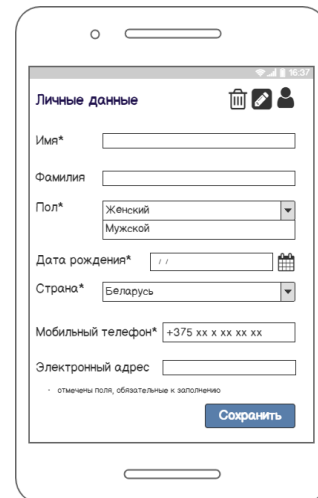 16:37
Личные данные
Имя*
Фамилия
Пол*
Женский
Мужской
Дата рождения* / /
Страна* Беларусь
Мобильный телефон* +375 xx x xx xx xx
Электронный адрес
- отмечены поля, обязательные к заполнению
Сохранить